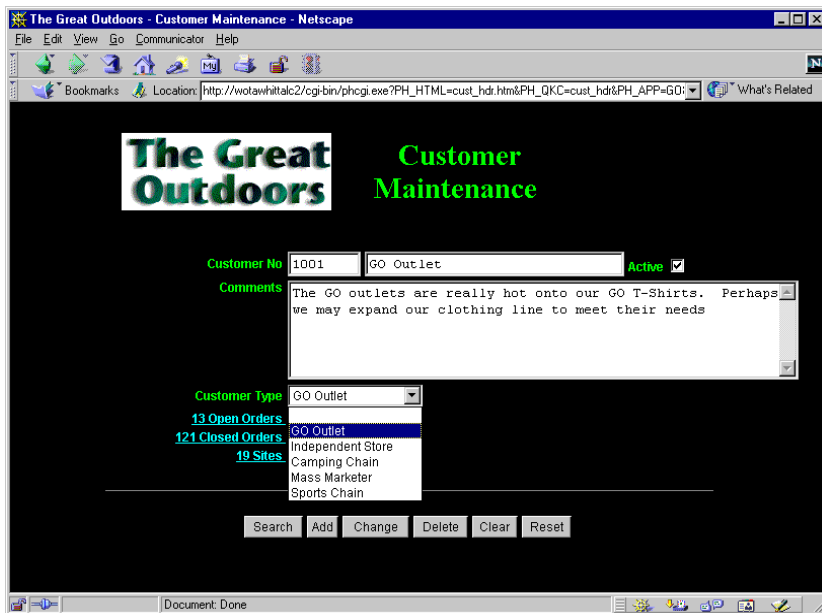 The Great Outdoors - Customer Maintenance - Netscape
File Edit View Go Communicator Help
My
N
Bookmarks Location: http://wotawhittalc2/cgi-bin/phcgi.exe?PH_HTML=cust_hdr.htm&PH_QKC=cust_hdr&PH_APP=GO What's Related
The Great
Outdoors
Customer
Maintenance
Customer No 1001 GO Outlet Active
Comments
The GO outlets are really hot onto our GO T-Shirts. Perhaps
we may expand our clothing line to meet their needs
Customer Type GO Outlet
13 Open Orders
121 Closed Orders
19 Sites
GO Outlet
Independent Store
Camping Chain
Mass Marketer
Sports Chain
Search Add Change Delete Clear Reset
Document: Done